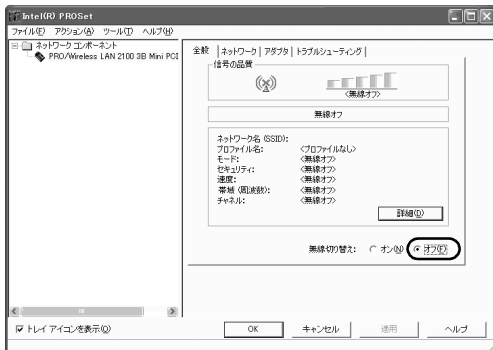 Intel(R) PROSet
ファイル(F) アクション(A) ツール(T) ヘルプ(H)
ネットワーク コンポーネント
PRO/Wireless LAN 2100 3B Mini PCI
全般 ネットワーク アダプタ トラブルシューティング
信号の品質
<無線オフ>
無線オフ
ネットワーク名 (SSID):
プロファイル名: <プロファイルなし>
モード: <無線オフ>
セキュリティ: <無線オフ>
速度: <無線オフ>
帯域 (周波数): <無線オフ>
チャネル: <無線オフ>
詳細(D)
無線切り替え: オン(N) オフ(F)
トレイ アイコンを表示(O)
OK キャンセル 適用 ヘルプ